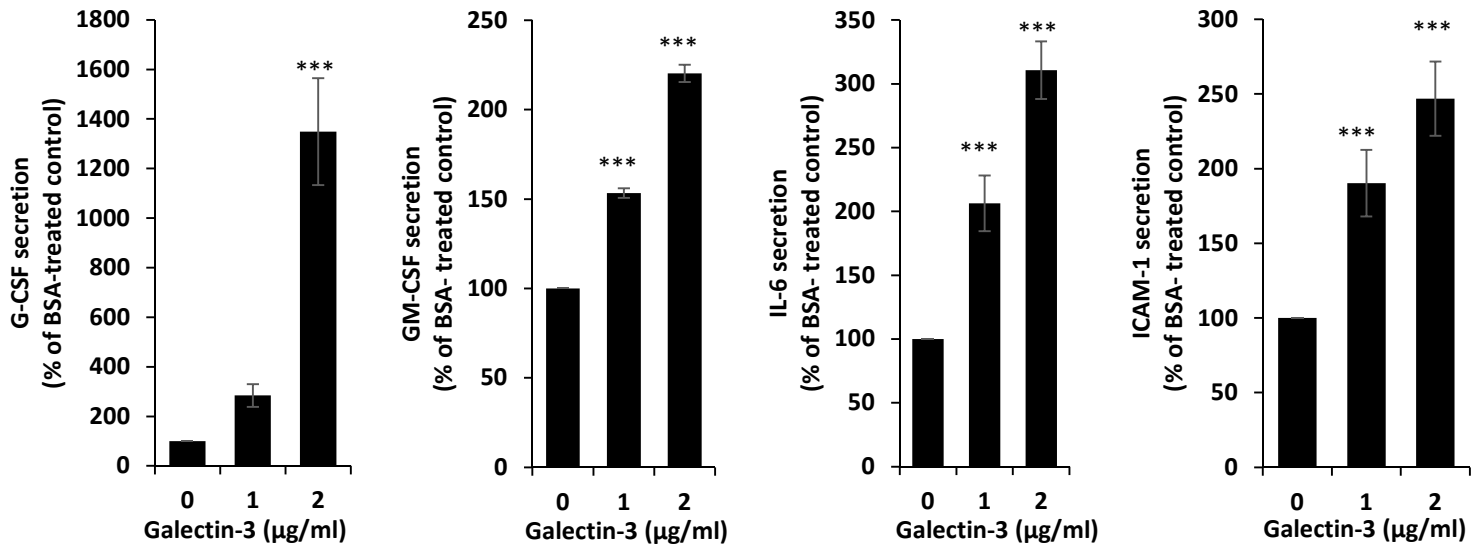 G-CSF secretion
(% of BSA-treated control)
1800
1600
1400
1200
1000
800
600
400
200
0
***
0 1 2
Galectin-3 (µg/ml)
GM-CSF secretion
(% of BSA- treated control)
250
200
150
100
50
0
***
***
0 1 2
Galectin-3 (µg/ml)
IL-6 secretion
(% of BSA- treated control)
350
300
250
200
150
100
50
0
***
***
0 1 2
Galectin-3 (µg/ml)
ICAM-1 secretion
(% of BSA- treated control)
300
250
200
150
100
50
0
***
***
0 1 2
Galectin-3 (µg/ml)